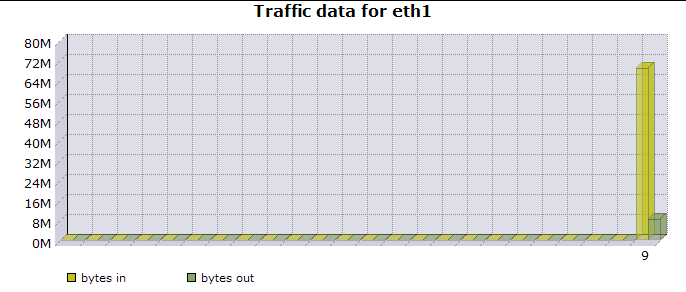 Traffic data for eth1
80M
72M
64M
56M
48M
40M
32M
24M
16M
8M
0M
9
bytes in
bytes out